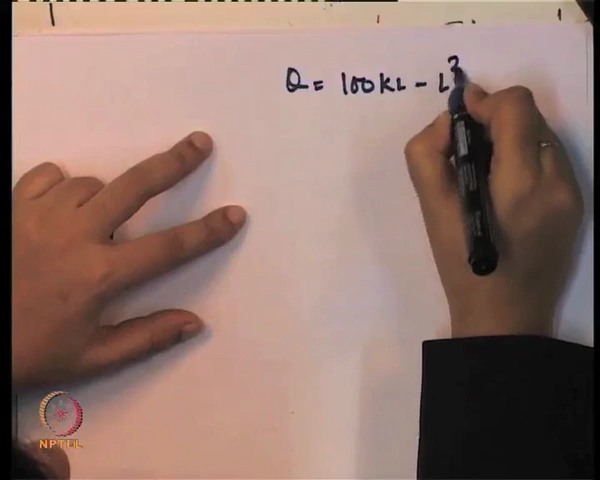 Q = 100KL - L³
NPTEL